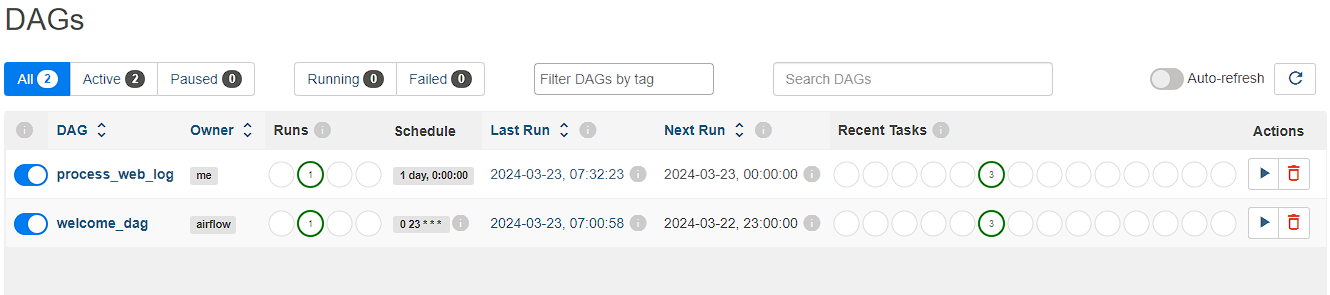 DAGs
All 2 Active 2 Paused 0 Running 0 Failed 0 Filter DAGs by tag Search DAGs Auto-refresh
i DAG Owner Runs i Schedule Last Run i Next Run i Recent Tasks i Actions
process_web_log me 1 1 day, 0:00:00 2024-03-23, 07:32:23 i 2024-03-23, 00:00:00 i 3
welcome_dag airflow 1 0 23 * * * i 2024-03-23, 07:00:58 i 2024-03-22, 23:00:00 i 3